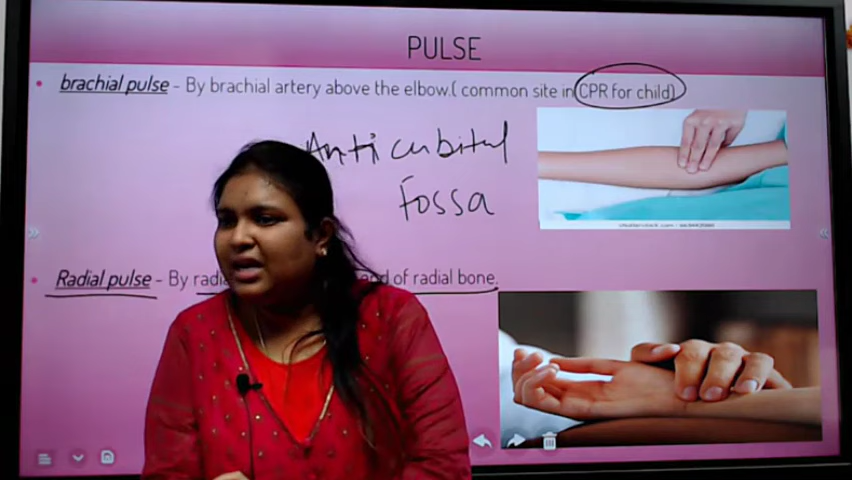 PULSE
• brachial pulse - By brachial artery above the elbow.( common site in CPR for child)
Anti cubital
Fossa
• Radial pulse - By of radial bone.